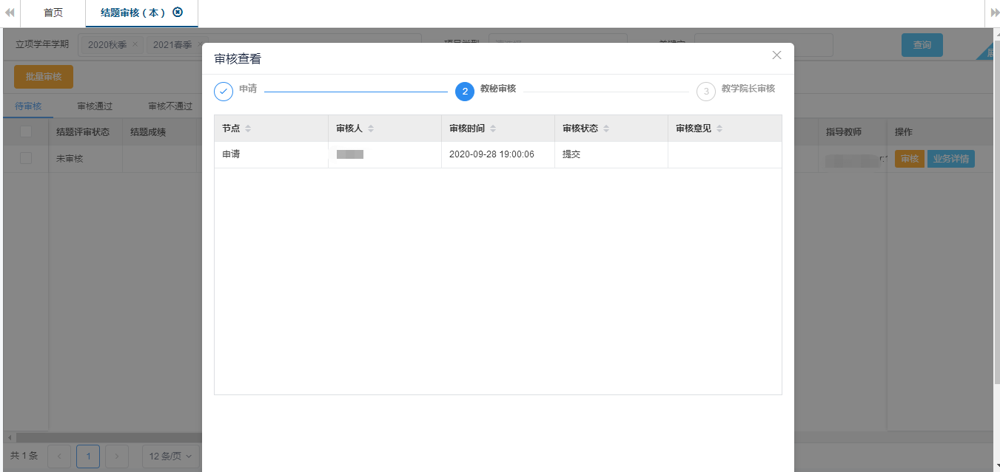 首页 结题审核（本）
立项学年学期 2020秋季 × 2021春季 查询
批量审核
待审核 审核通过 审核不通过
结题评审状态 结题成绩 指导教师 操作
未审核 审核 业务详情
共 1 条 1 12 条/页
审核查看
申请 2 教秘审核 3 教学院长审核
节点 审核人 审核时间 审核状态 审核意见
申请 2020-09-28 19:00:06 提交